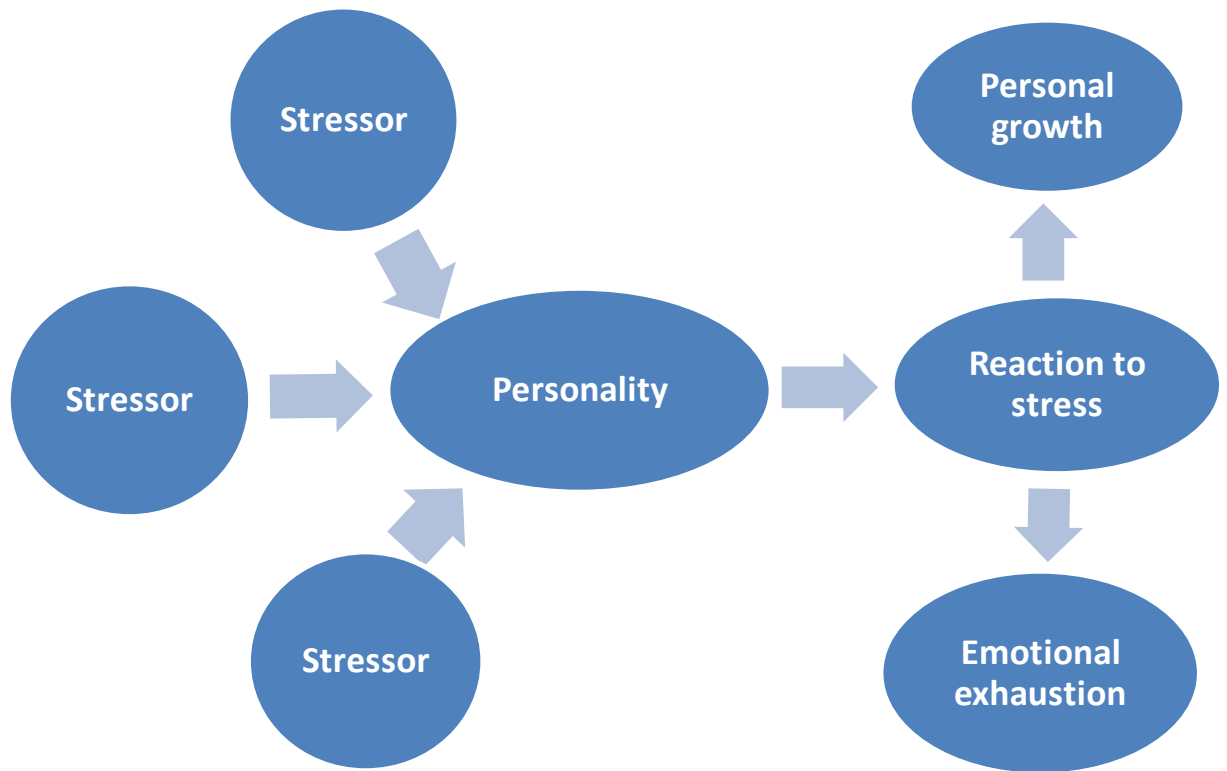 Stressor
Stressor
Stressor
Personality
Personal
growth
Reaction to
stress
Emotional
exhaustion